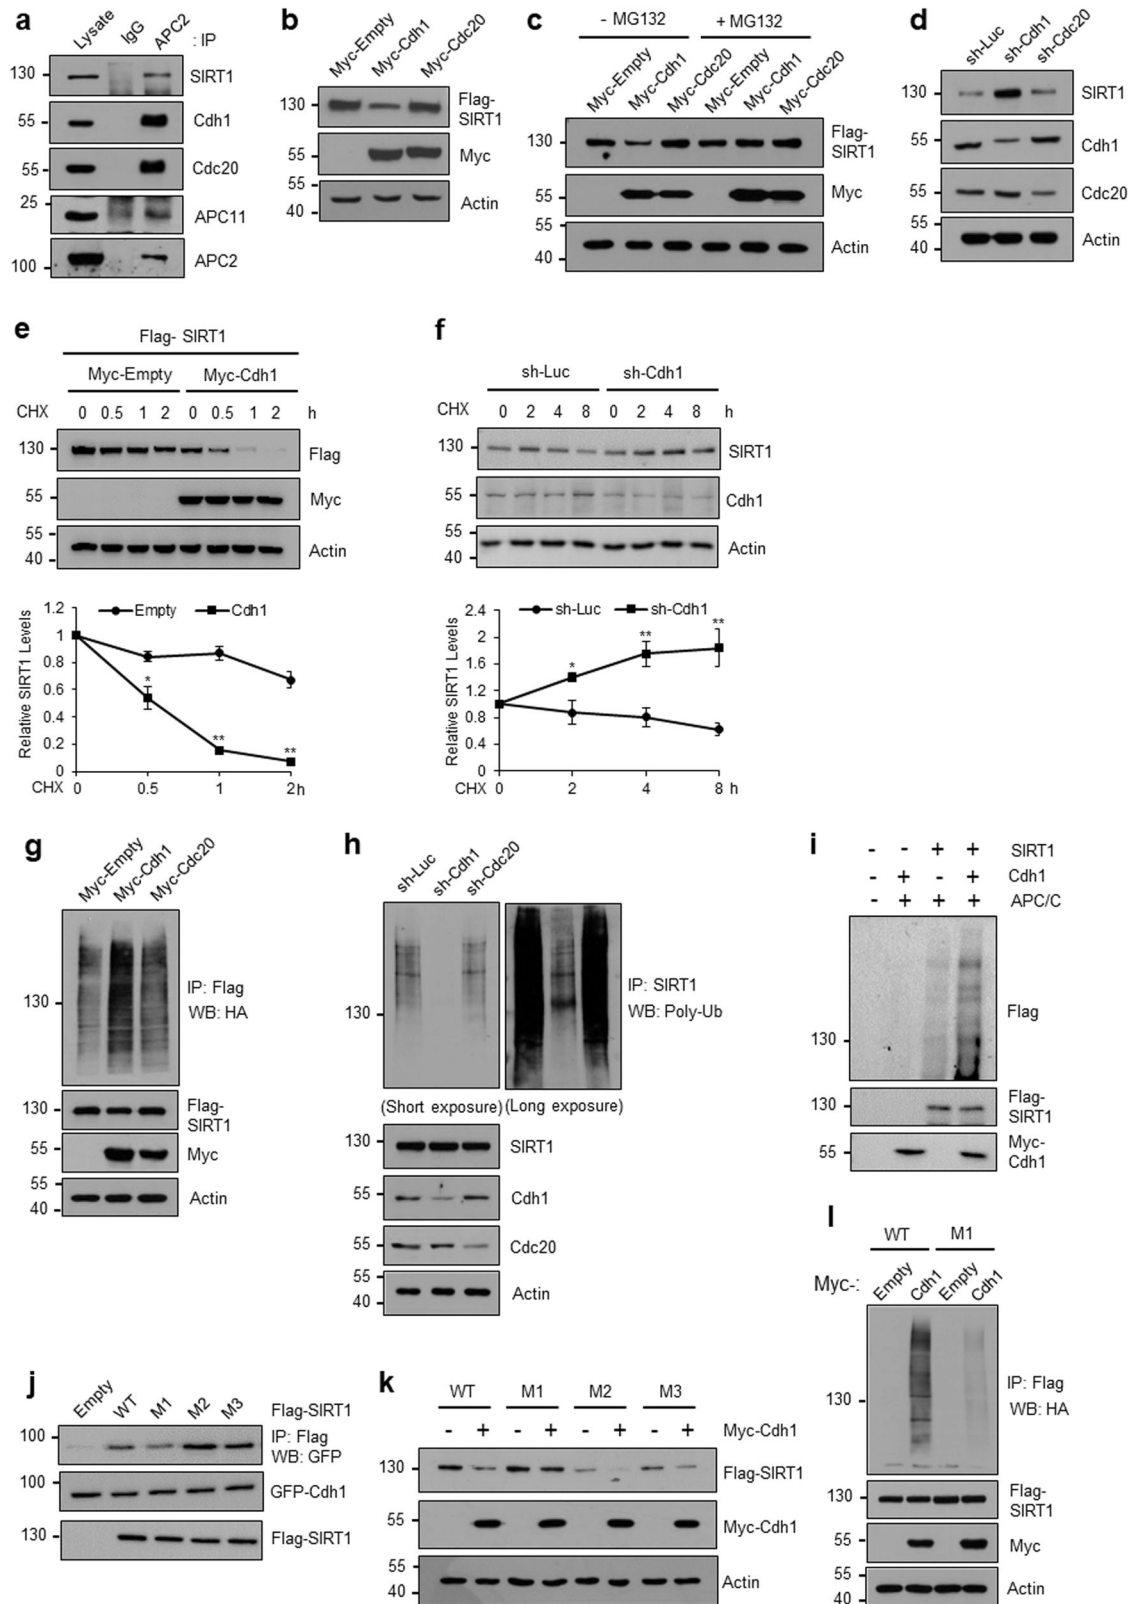 a
Lysate
IgG
APC2
: IP
130
SIRT1
55
Cdh1
55
Cdc20
25
APC11
100
APC2
b
Myc-Empty
Myc-Cdh1
Myc-Cdc20
130
Flag-
SIRT1
55
Myc
55
40
Actin
c
- MG132
+ MG132
Myc-Empty
Myc-Cdh1
Myc-Cdc20
Myc-Empty
Myc-Cdh1
Myc-Cdc20
130
Flag-
SIRT1
55
Myc
55
40
Actin
d
sh-Luc
sh-Cdh1
sh-Cdc20
130
SIRT1
55
Cdh1
55
Cdc20
55
40
Actin
e
Flag- SIRT1
Myc-Empty Myc-Cdh1
CHX 0 0.5 1 2 0 0.5 1 2 h
130
Flag
55
Myc
55
40
Actin
Relative SIRT1 Levels
Empty Cdh1
1.2
1
0.8
0.6
0.4
0.2
0
*
**
**
CHX 0 0.5 1 2h
f
sh-Luc sh-Cdh1
CHX 0 2 4 8 0 2 4 8 h
130
SIRT1
55
Cdh1
55
40
Actin
Relative SIRT1 Levels
sh-Luc sh-Cdh1
2.4
2
1.6
1.2
0.8
0.4
0
*
**
**
CHX 0 2 4 8 h
g
Myc-Empty
Myc-Cdh1
Myc-Cdc20
130
IP: Flag
WB: HA
130
Flag-
SIRT1
55
Myc
55
40
Actin
h
sh-Luc
sh-Cdh1
sh-Cdc20
130
IP: SIRT1
WB: Poly-Ub
(Short exposure) (Long exposure)
130
SIRT1
55
Cdh1
55
Cdc20
55
40
Actin
i
- - + + SIRT1
- + - + Cdh1
- + + + APC/C
130
Flag
130
Flag-
SIRT1
55
Myc-
Cdh1
j
Empty
WT
M1
M2
M3
Flag-SIRT1
100
IP: Flag
WB: GFP
100
GFP-Cdh1
130
Flag-SIRT1
k
WT M1 M2 M3
- + - + - + - + Myc-Cdh1
130
Flag-SIRT1
55
Myc-Cdh1
55
40
Actin
l
WT M1
Myc-:
Empty
Cdh1
Empty
Cdh1
130
IP: Flag
WB: HA
130
Flag-
SIRT1
55
Myc
55
40
Actin